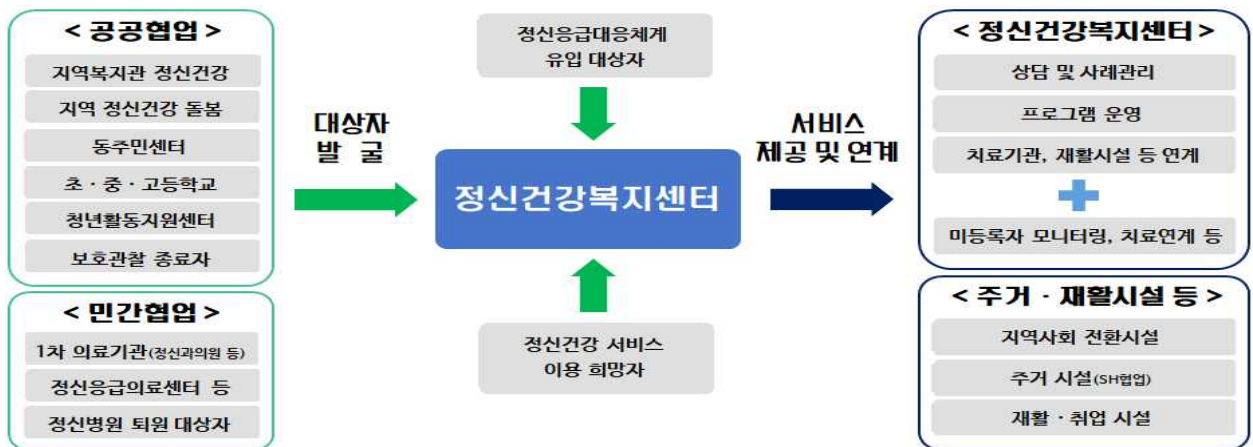 < 공공협업 >
지역복지관 정신건강
지역 정신건강 돌봄
동주민센터
초 · 중 · 고등학교
청년활동지원센터
보호관찰 종료자
< 민간협업 >
1차 의료기관(정신과의원 등)
정신응급의료센터 등
정신병원 퇴원 대상자
대상자
발 굴
정신응급대응체계
유입 대상자
정신건강복지센터
정신건강 서비스
이용 희망자
서비스
제공 및 연계
< 정신건강복지센터 >
상담 및 사례관리
프로그램 운영
치료기관, 재활시설 등 연계
미등록자 모니터링, 치료연계 등
< 주거 · 재활시설 등 >
지역사회 전환시설
주거 시설(SH협업)
재활 · 취업 시설